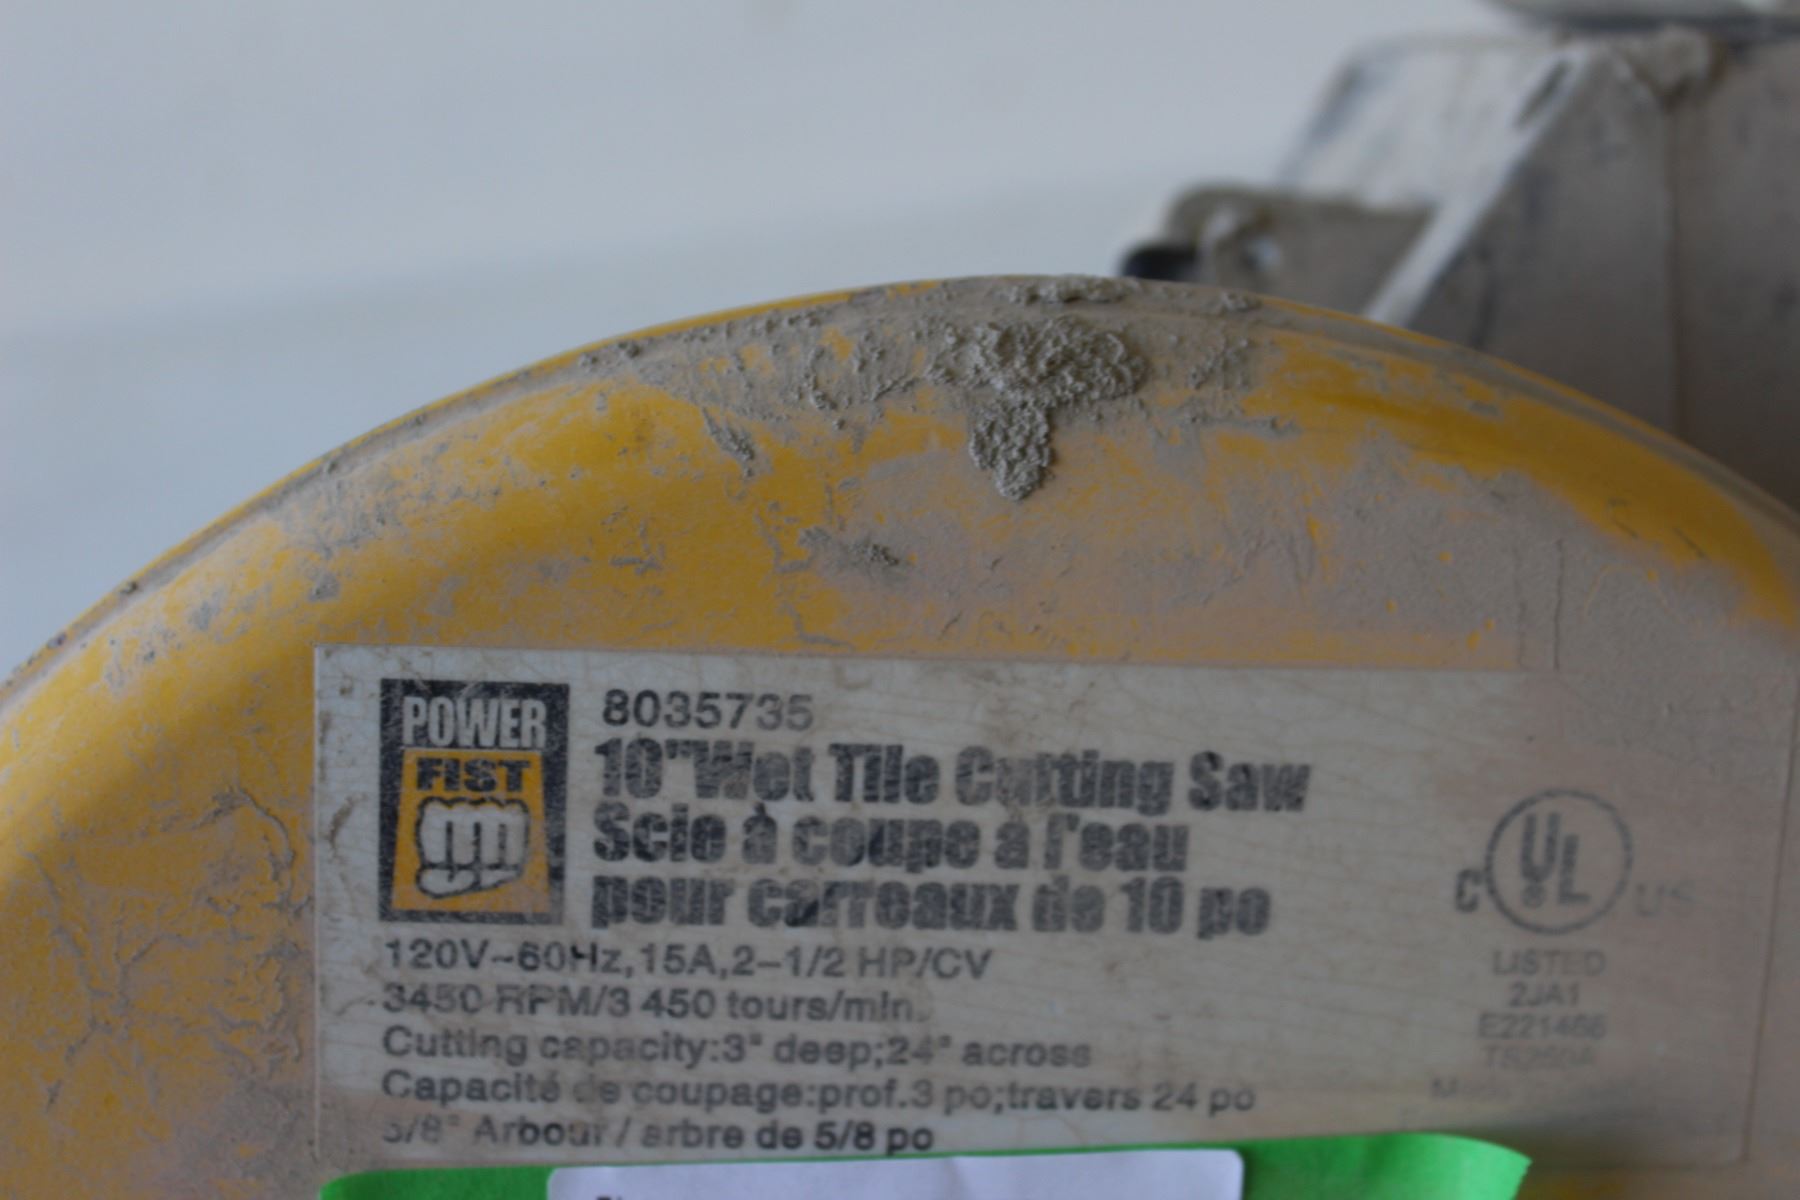 POWER
FIST
8035735
10"Wet Tile Cutting Saw
Scie à coupe à l'eau
pour carreaux de 10 po
120V~60Hz,15A,2-1/2 HP/CV
3450 RPM/3 450 tours/min.
Cutting capacity:3" deep;24" across
Capacité de coupage:prof.3 po;travers 24 po
5/8" Arbour / arbre de 5/8 po
C UL US
LISTED
2JA1
E221466